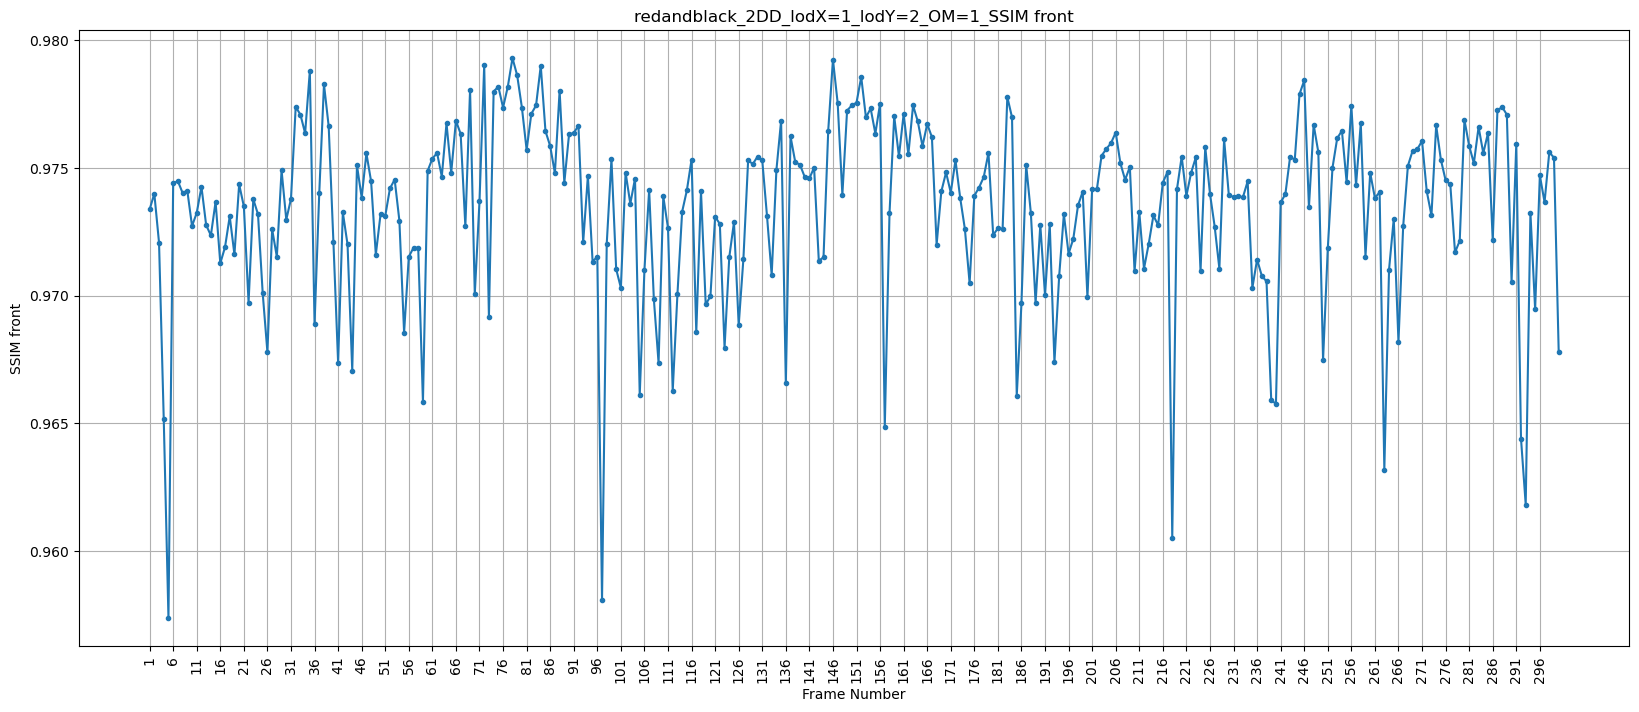 redandblack_2DD_lodX=1_lodY=2_OM=1_SSIM front
0.980
0.975
0.970
0.965
0.960
SSIM front
1 6 11 16 21 26 31 36 41 46 51 56 61 66 71 76 81 86 91 96 101 106 111 116 121 126 131 136 141 146 151 156 161 166 171 176 181 186 191 196 201 206 211 216 221 226 231 236 241 246 251 256 261 266 271 276 281 286 291 296
Frame Number